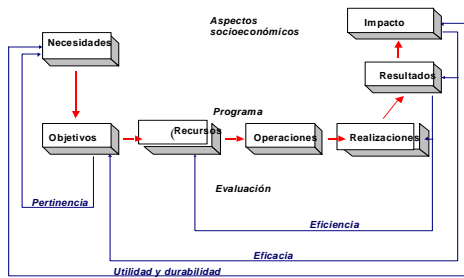 Aspectos
socioeconómicos
Impacto
Necesidades
Resultados
Programa
Objetivos
(Recursos
Operaciones
Realizaciones
Evaluación
Pertinencia
Eficiencia
Eficacia
Utilidad y durabilidad